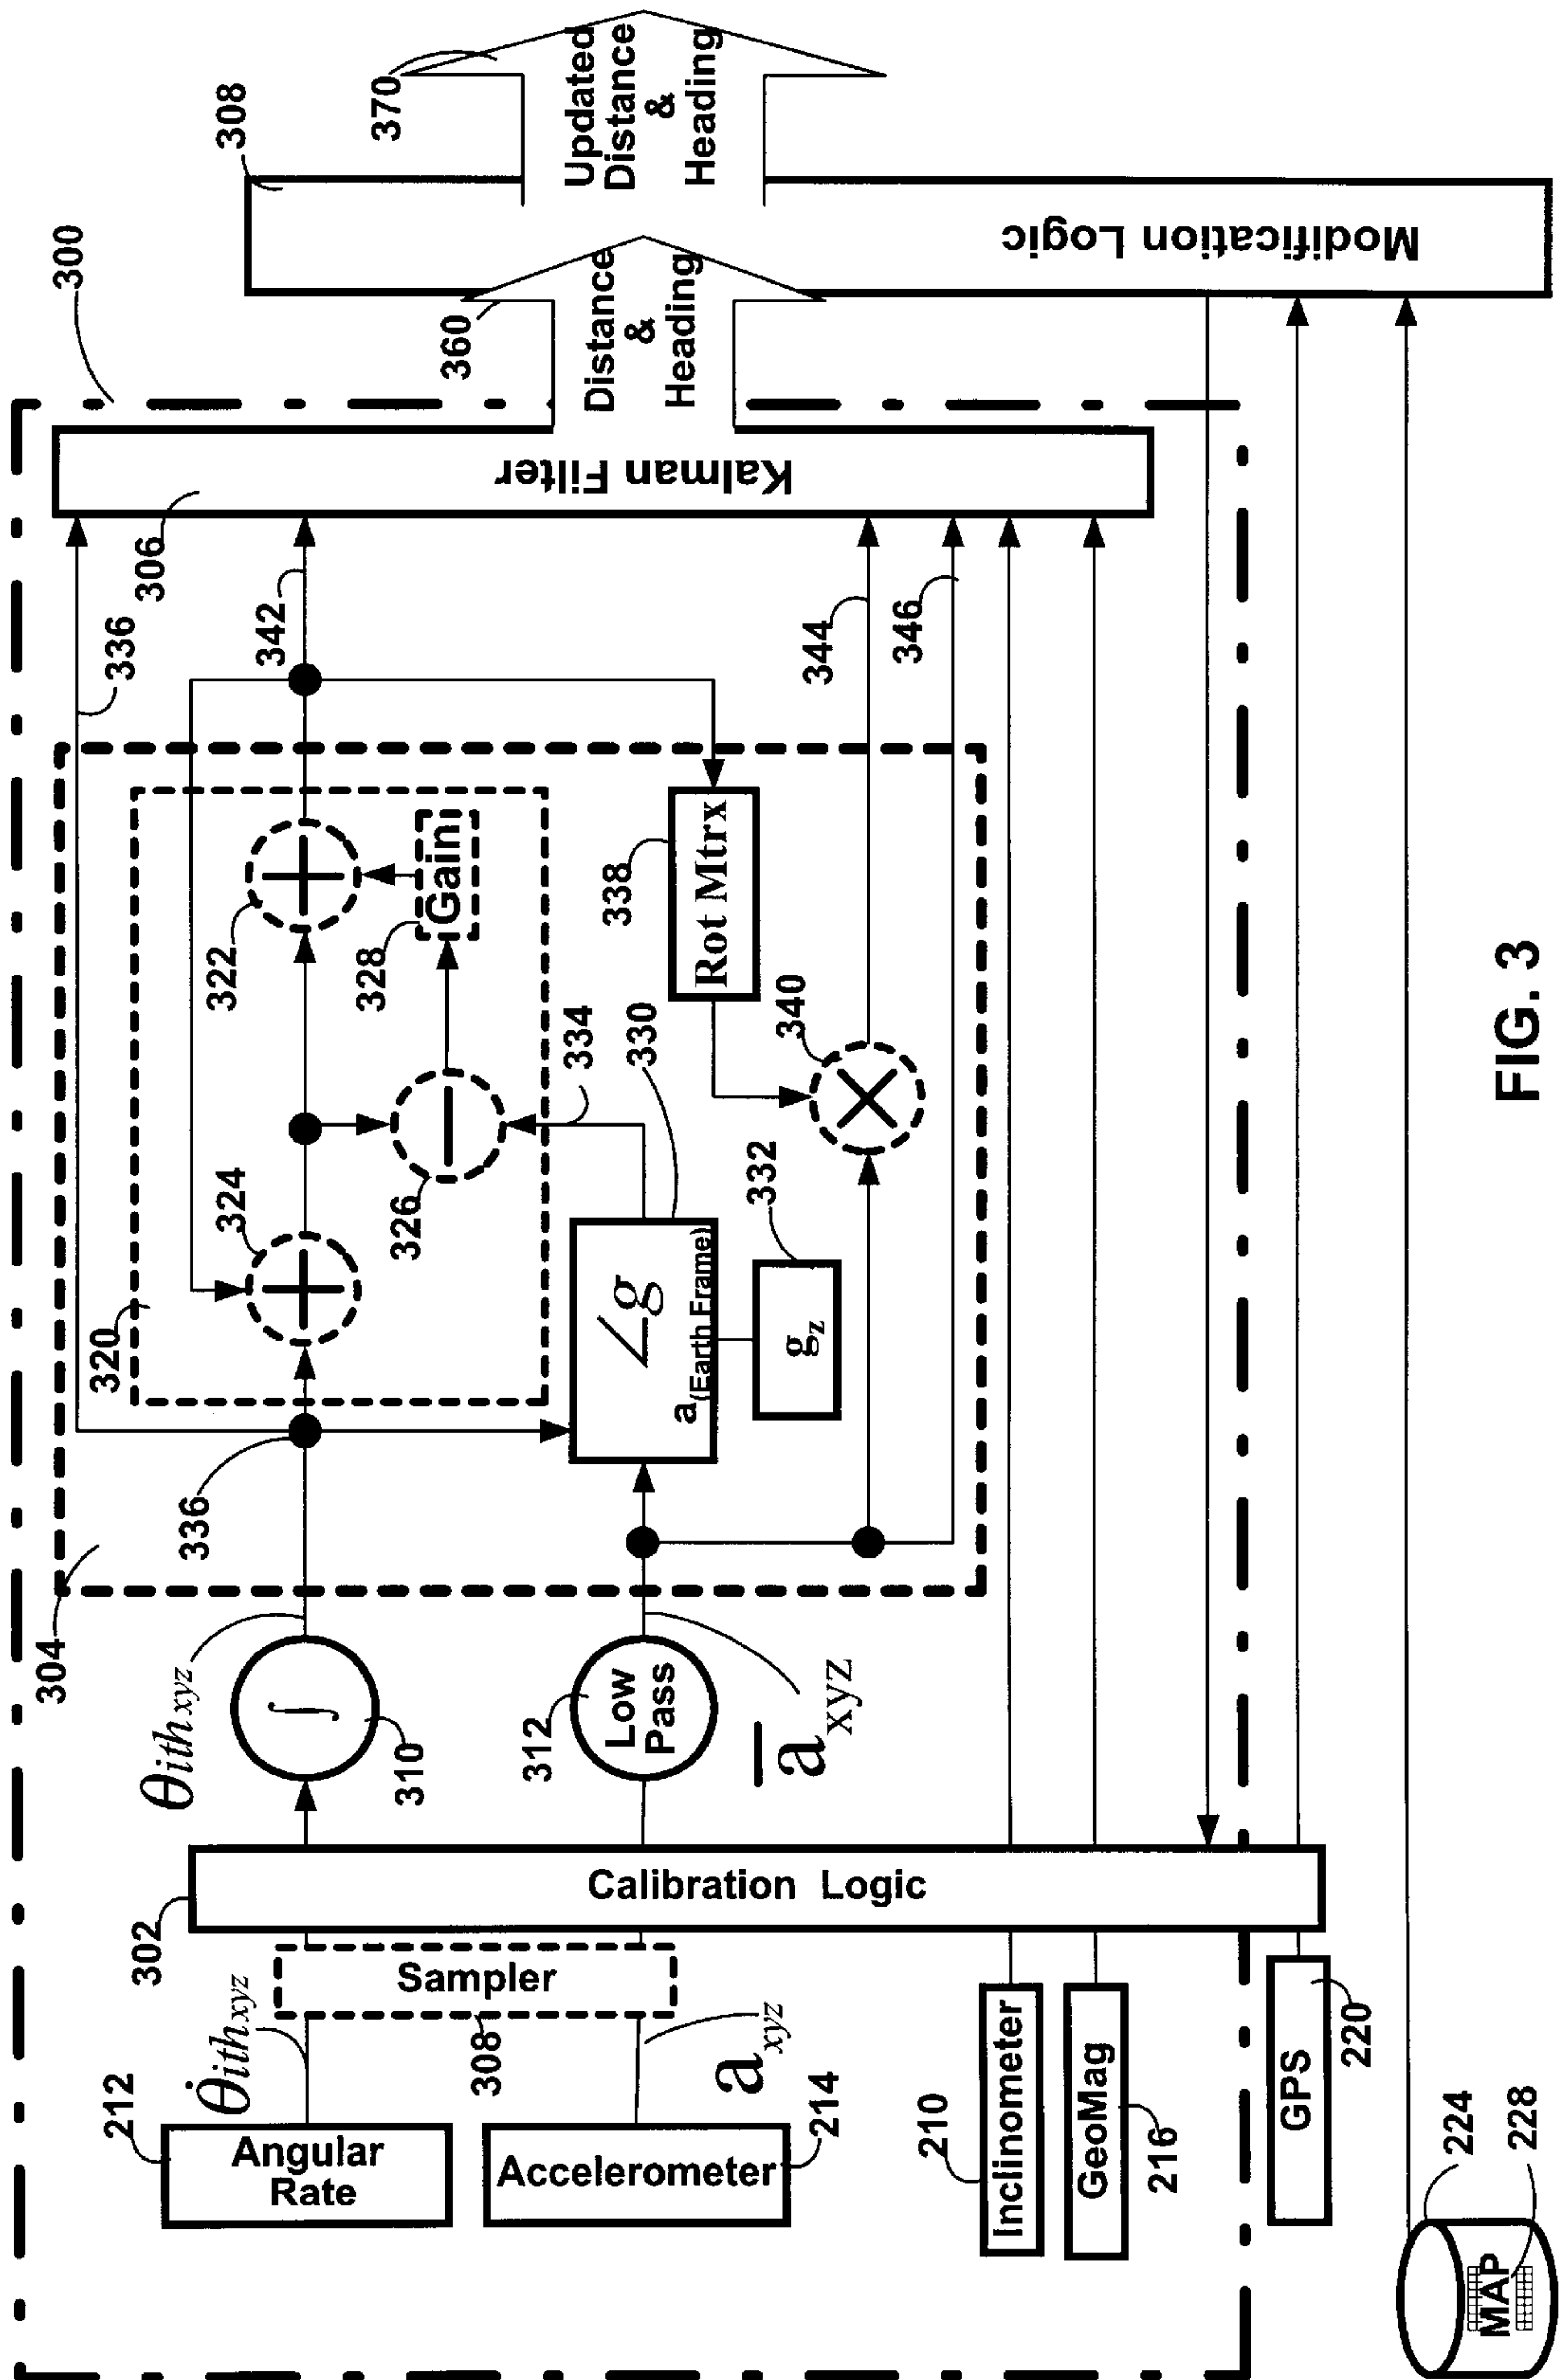 300
308
370
Updated
Distance
&
Heading
360
Distance
&
Heading
Modification Logic
Kalman Filter
306
336
342
344
346
304
320
322
324
326
328
Gain
334
330
338
Rot Mtrx
340
332
336
∠g
a(Earth Frame)
gz
θithxyz
∫
310
312
Low
Pass
axyz
302
Calibration Logic
Sampler
308
θ̇ithxyz
axyz
212
Angular
Rate
Accelerometer
214
210
Inclinometer
GeoMag
216
GPS
220
224
228
MAP
FIG. 3